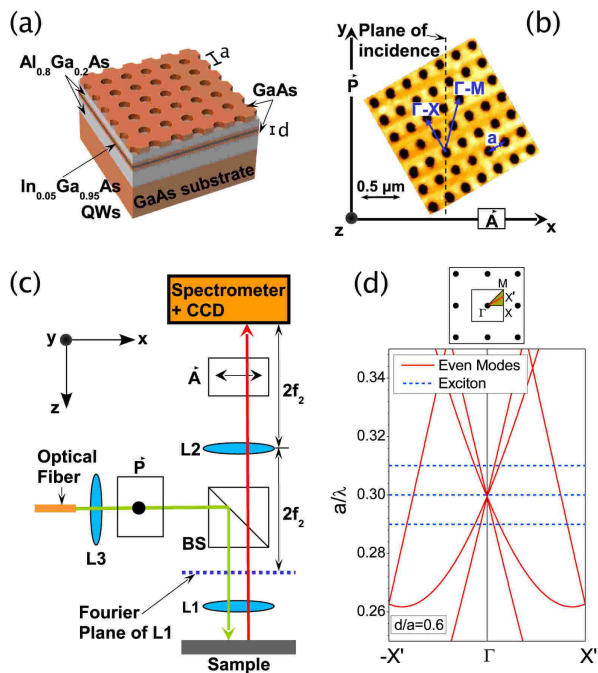 (a)
Al0.8Ga0.2As
a
GaAs
d
In0.05Ga0.95As
QWs
GaAs substrate
(b)
y
Plane of
incidence
P
Γ-M
Γ-X
a
0.5 μm
z
A
x
(c)
Spectrometer
+ CCD
y
x
z
A
2f2
L2
Optical
Fiber
P
2f2
L3
BS
Fourier
Plane of L1
L1
Sample
(d)
M
X'
Γ
X
Even Modes
Exciton
a/λ
0.34
0.32
0.30
0.28
0.26
d/a=0.6
-X'
Γ
X'